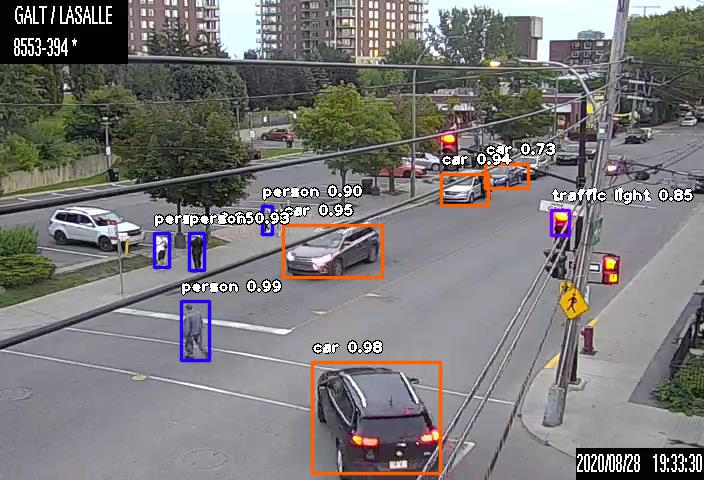 GALT / LASALLE
8553-394 *
car 0.73
car 0.94
person 0.90
traffic light 0.85
car 0.95
person 0.99
car 0.98
2020/08/28 19:33:30